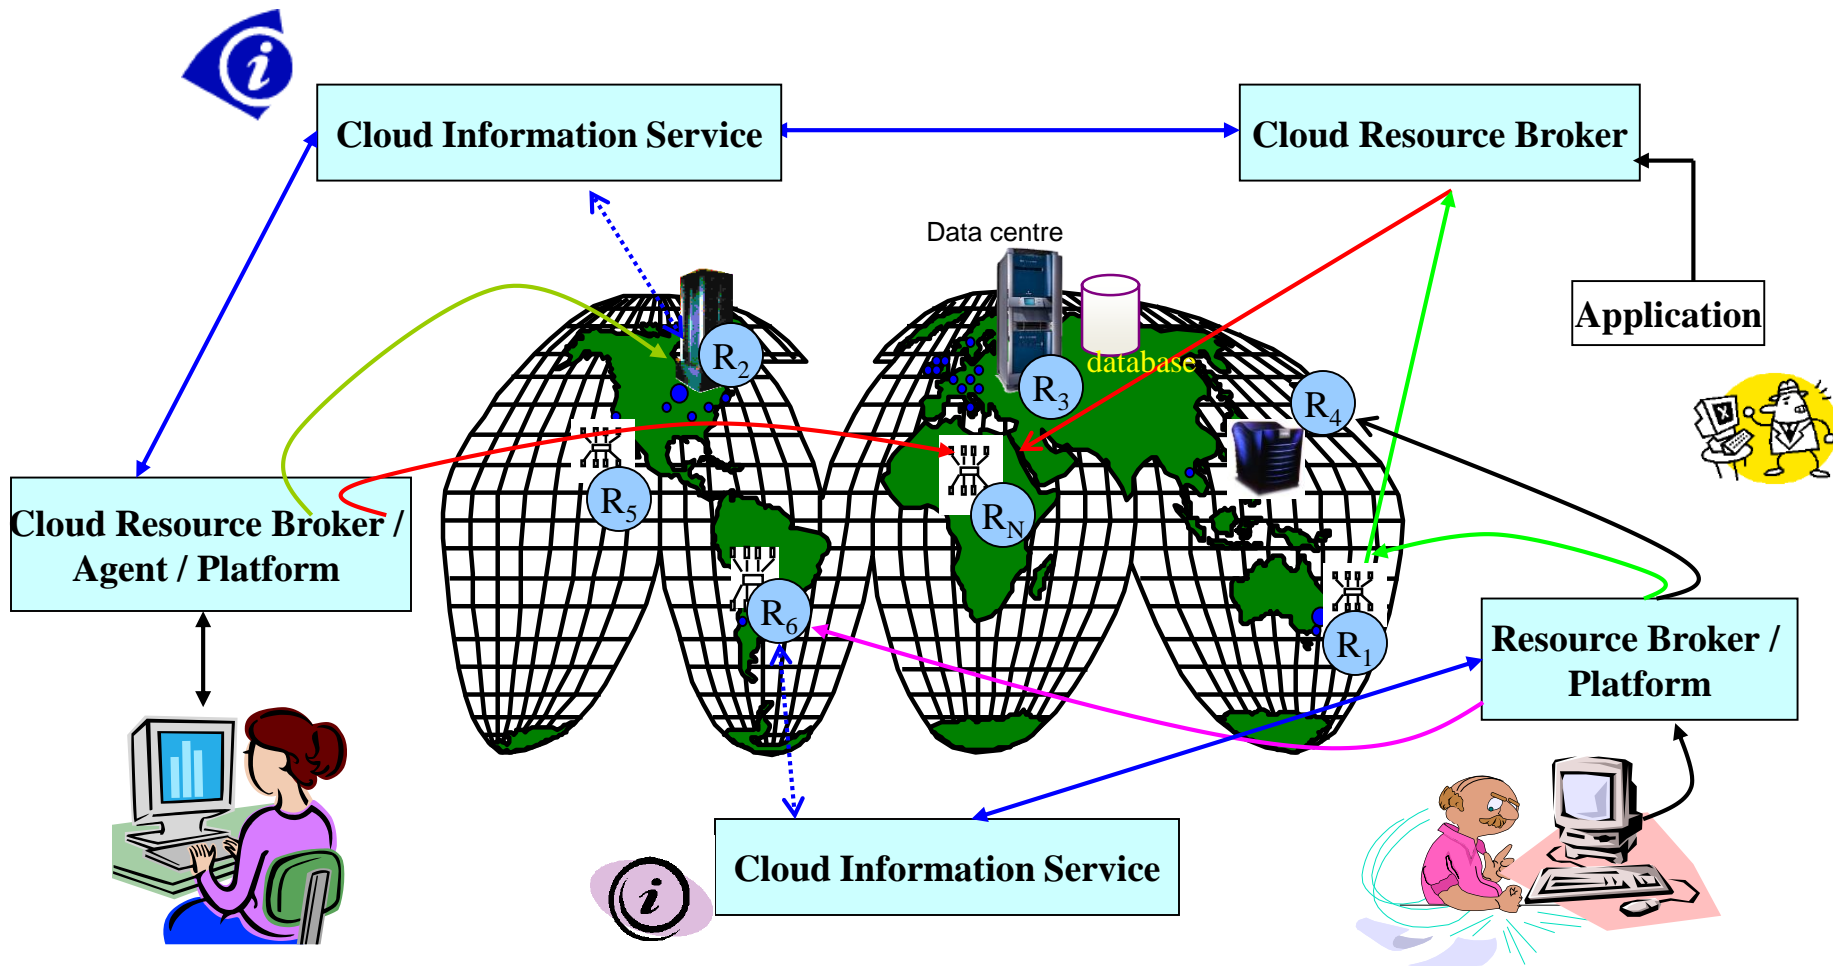 i
Cloud Information Service
Cloud Resource Broker
Data centre
Application
R₂
database
R₃
R₄
X
R₅
Cloud Resource Broker /
Agent / Platform
R_N
R₆
R₁
Resource Broker /
Platform
Cloud Information Service
i